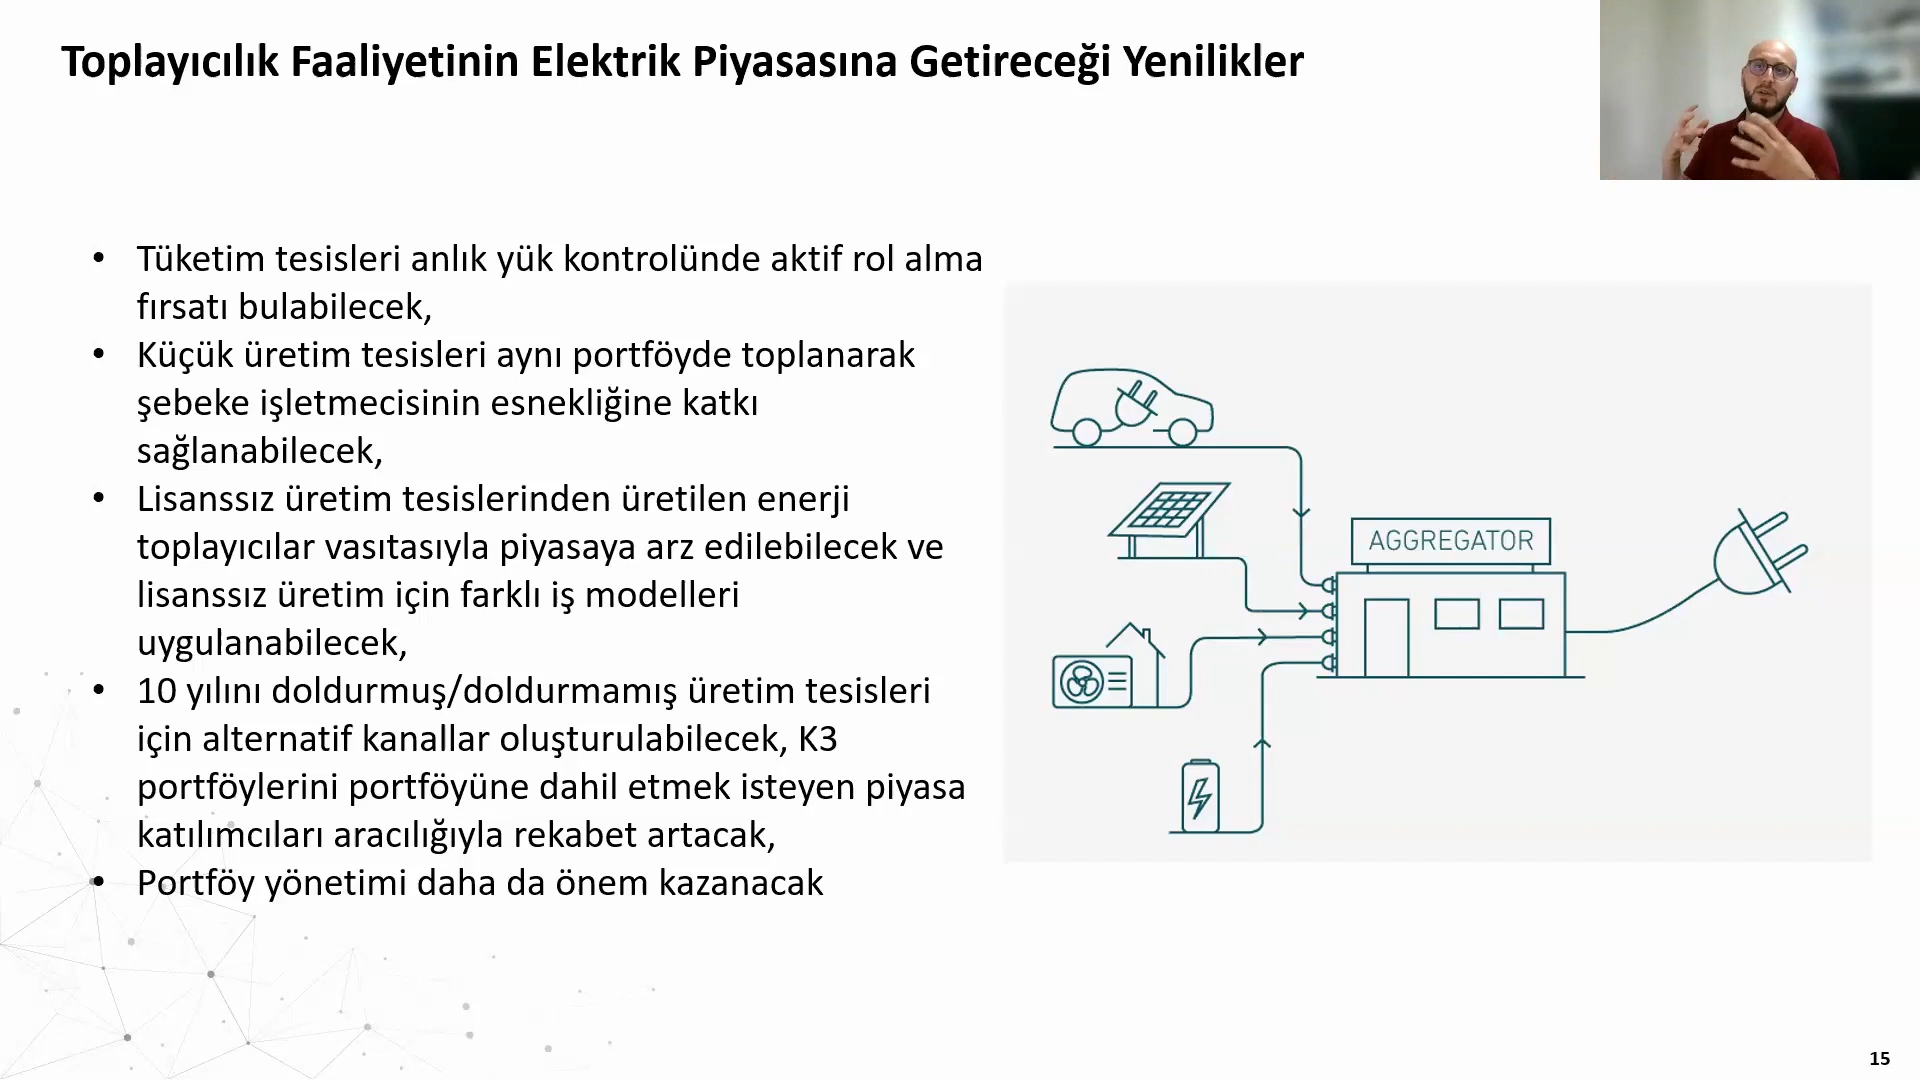 Toplayıcılık Faaliyetinin Elektrik Piyasasına Getireceği Yenilikler
• Tüketim tesisleri anlık yük kontrolünde aktif rol alma
fırsatı bulabilecek,
• Küçük üretim tesisleri aynı portföyde toplanarak
şebeke işletmecisinin esnekliğine katkı
sağlanabilecek,
• Lisanssız üretim tesislerinden üretilen enerji
toplayıcılar vasıtasıyla piyasaya arz edilebilecek ve
lisanssız üretim için farklı iş modelleri
uygulanabilecek,
• 10 yılını doldurmuş/doldurmamış üretim tesisleri
için alternatif kanallar oluşturulabilecek, K3
portföylerini portföyüne dahil etmek isteyen piyasa
katılımcıları aracılığıyla rekabet artacak,
• Portföy yönetimi daha da önem kazanacak
AGGREGATOR
15